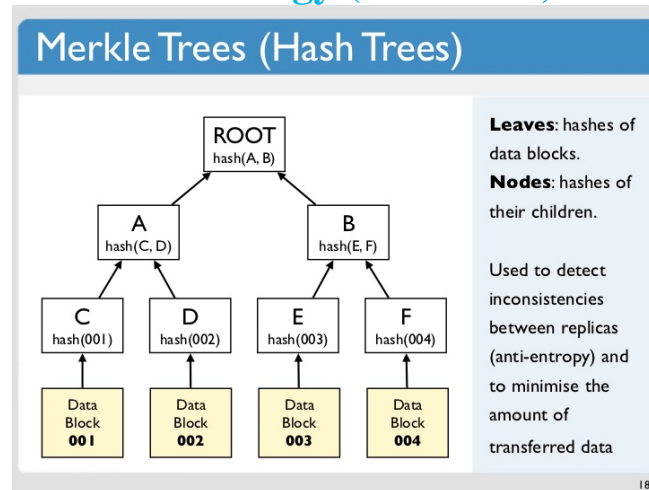 Merkle Trees (Hash Trees)
ROOT
hash(A, B)
A
hash(C, D)
B
hash(E, F)
C
hash(001)
D
hash(002)
E
hash(003)
F
hash(004)
Data
Block
001
Data
Block
002
Data
Block
003
Data
Block
004
Leaves: hashes of
data blocks.
Nodes: hashes of
their children.
Used to detect
inconsistencies
between replicas
(anti-entropy) and
to minimise the
amount of
transferred data
18